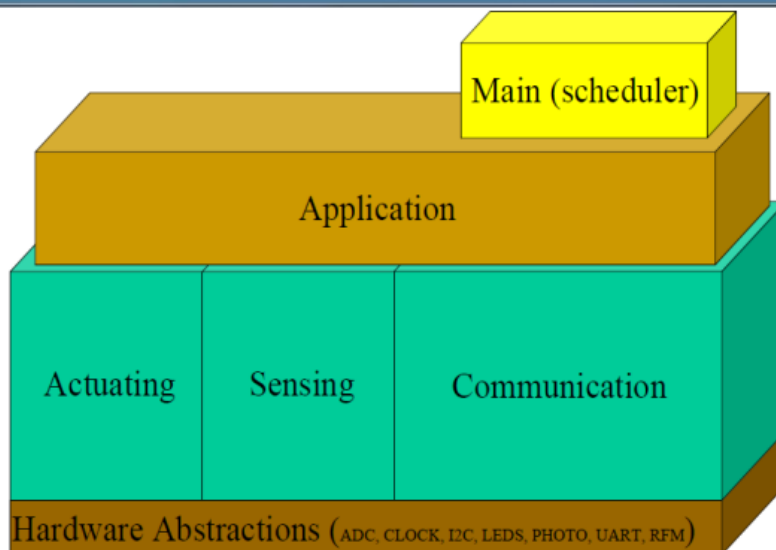 Main (scheduler)
Application
Actuating
Sensing
Communication
Hardware Abstractions (ADC, CLOCK, I2C, LEDS, PHOTO, UART, RFM)